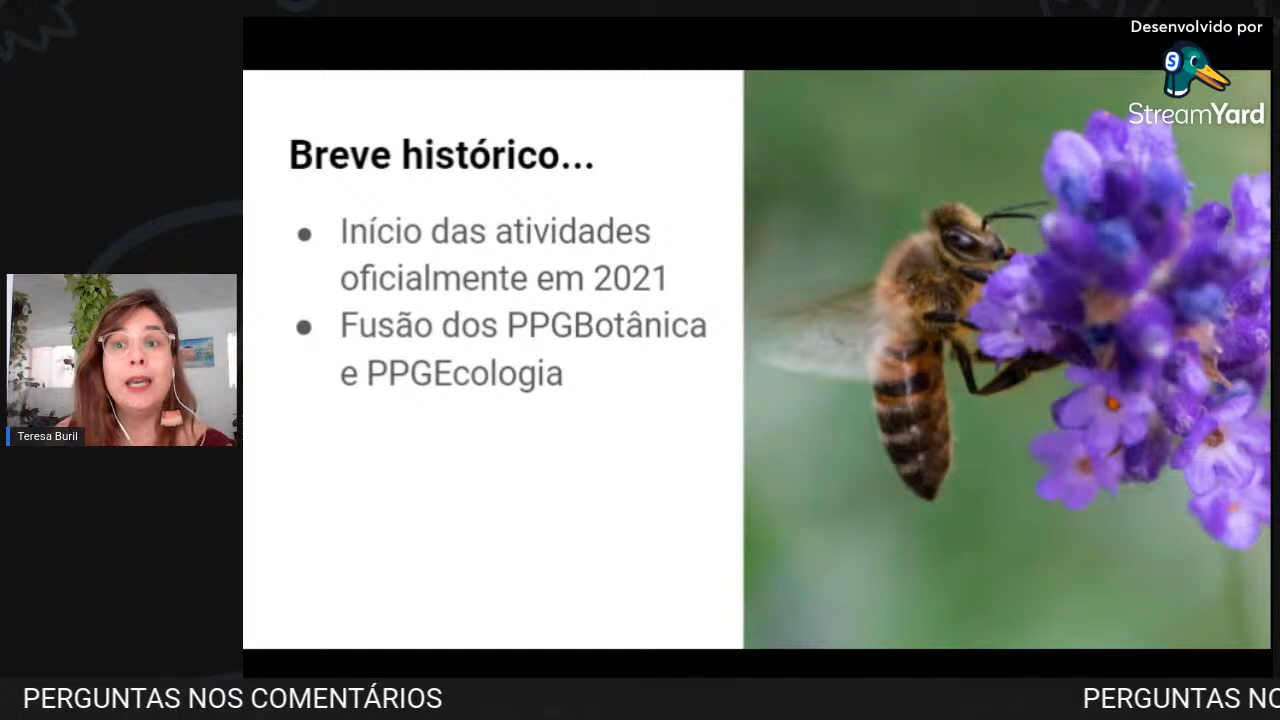 Desenvolvido por
StreamYard
Breve histórico...
● Início das atividades
oficialmente em 2021
● Fusão dos PPGBotânica
e PPGEcologia
Teresa Buril
PERGUNTAS NOS COMENTÁRIOS
PERGUNTAS NO